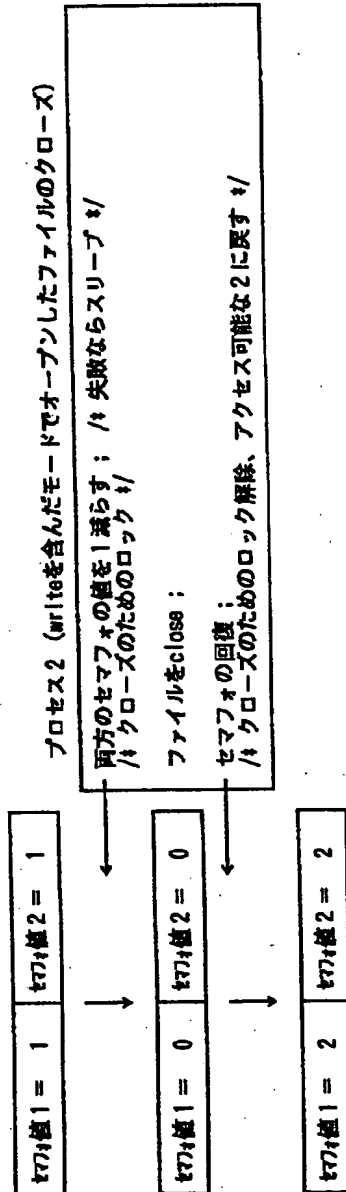 プロセス2 (writeを含んだモードでオープンしたファイルのクローズ)
両方のセマフォの値を1減らす; /* 失敗ならスリープ */
/* クローズのためのロック */
ファイルをclose;
セマフォの回復;
/* クローズのためのロック解除、アクセス可能な2に戻す */
セマフォ値1= 1 セマフォ値2= 1
セマフォ値1= 0 セマフォ値2= 0
セマフォ値1= 2 セマフォ値2= 2